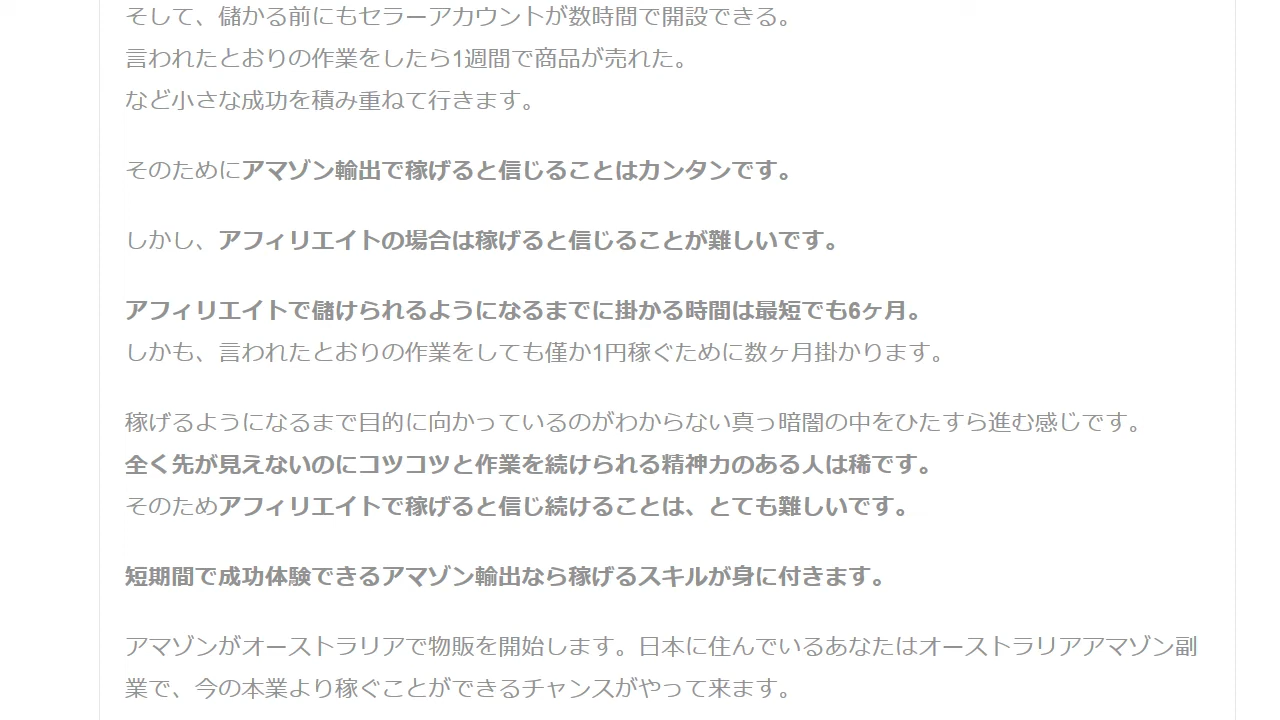 そして、儲かる前にもセラーアカウントが数時間で開設できる。
言われたとおりの作業をしたら1週間で商品が売れた。
など小さな成功を積み重ねて行きます。
そのためにアマゾン輸出で稼げると信じることはカンタンです。
しかし、アフィリエイトの場合は稼げると信じることが難しいです。
アフィリエイトで儲けられるようになるまでに掛かる時間は最短でも6ヶ月。
しかも、言われたとおりの作業をしても僅か1円稼ぐために数ヶ月掛かります。
稼げるようになるまで目的に向かっているのがわからない真っ暗闇の中をひたすら進む感じです。
全く先が見えないのにコツコツと作業を続けられる精神力のある人は稀です。
そのためアフィリエイトで稼げると信じ続けることは、とても難しいです。
短期間で成功体験できるアマゾン輸出なら稼げるスキルが身に付きます。
アマゾンがオーストラリアで物販を開始します。日本に住んでいるあなたはオーストラリアアマゾン副
業で、今の本業より稼ぐことができるチャンスがやって来ます。